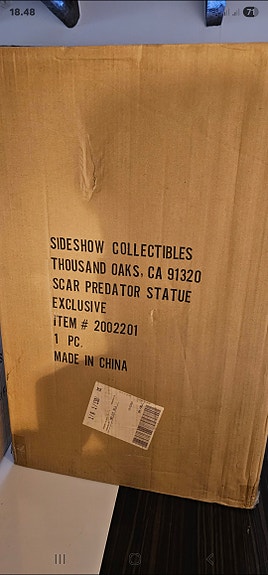 18.48
71
SIDESHOW COLLECTIBLES
THOUSAND OAKS, CA 91320
SCAR PREDATOR STATUE
EXCLUSIVE
ITEM # 2002201
1 PC.
MADE IN CHINA